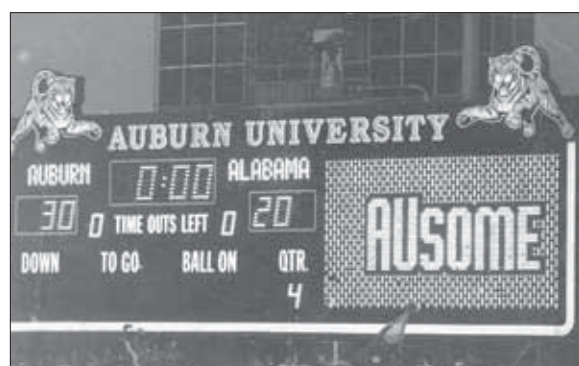 AUBURN UNIVERSITY
AUBURN 0:00 ALABAMA
30 0 TIME OUTS LEFT 0 20
DOWN TO GO BALL ON QTR.
4
AUSOME